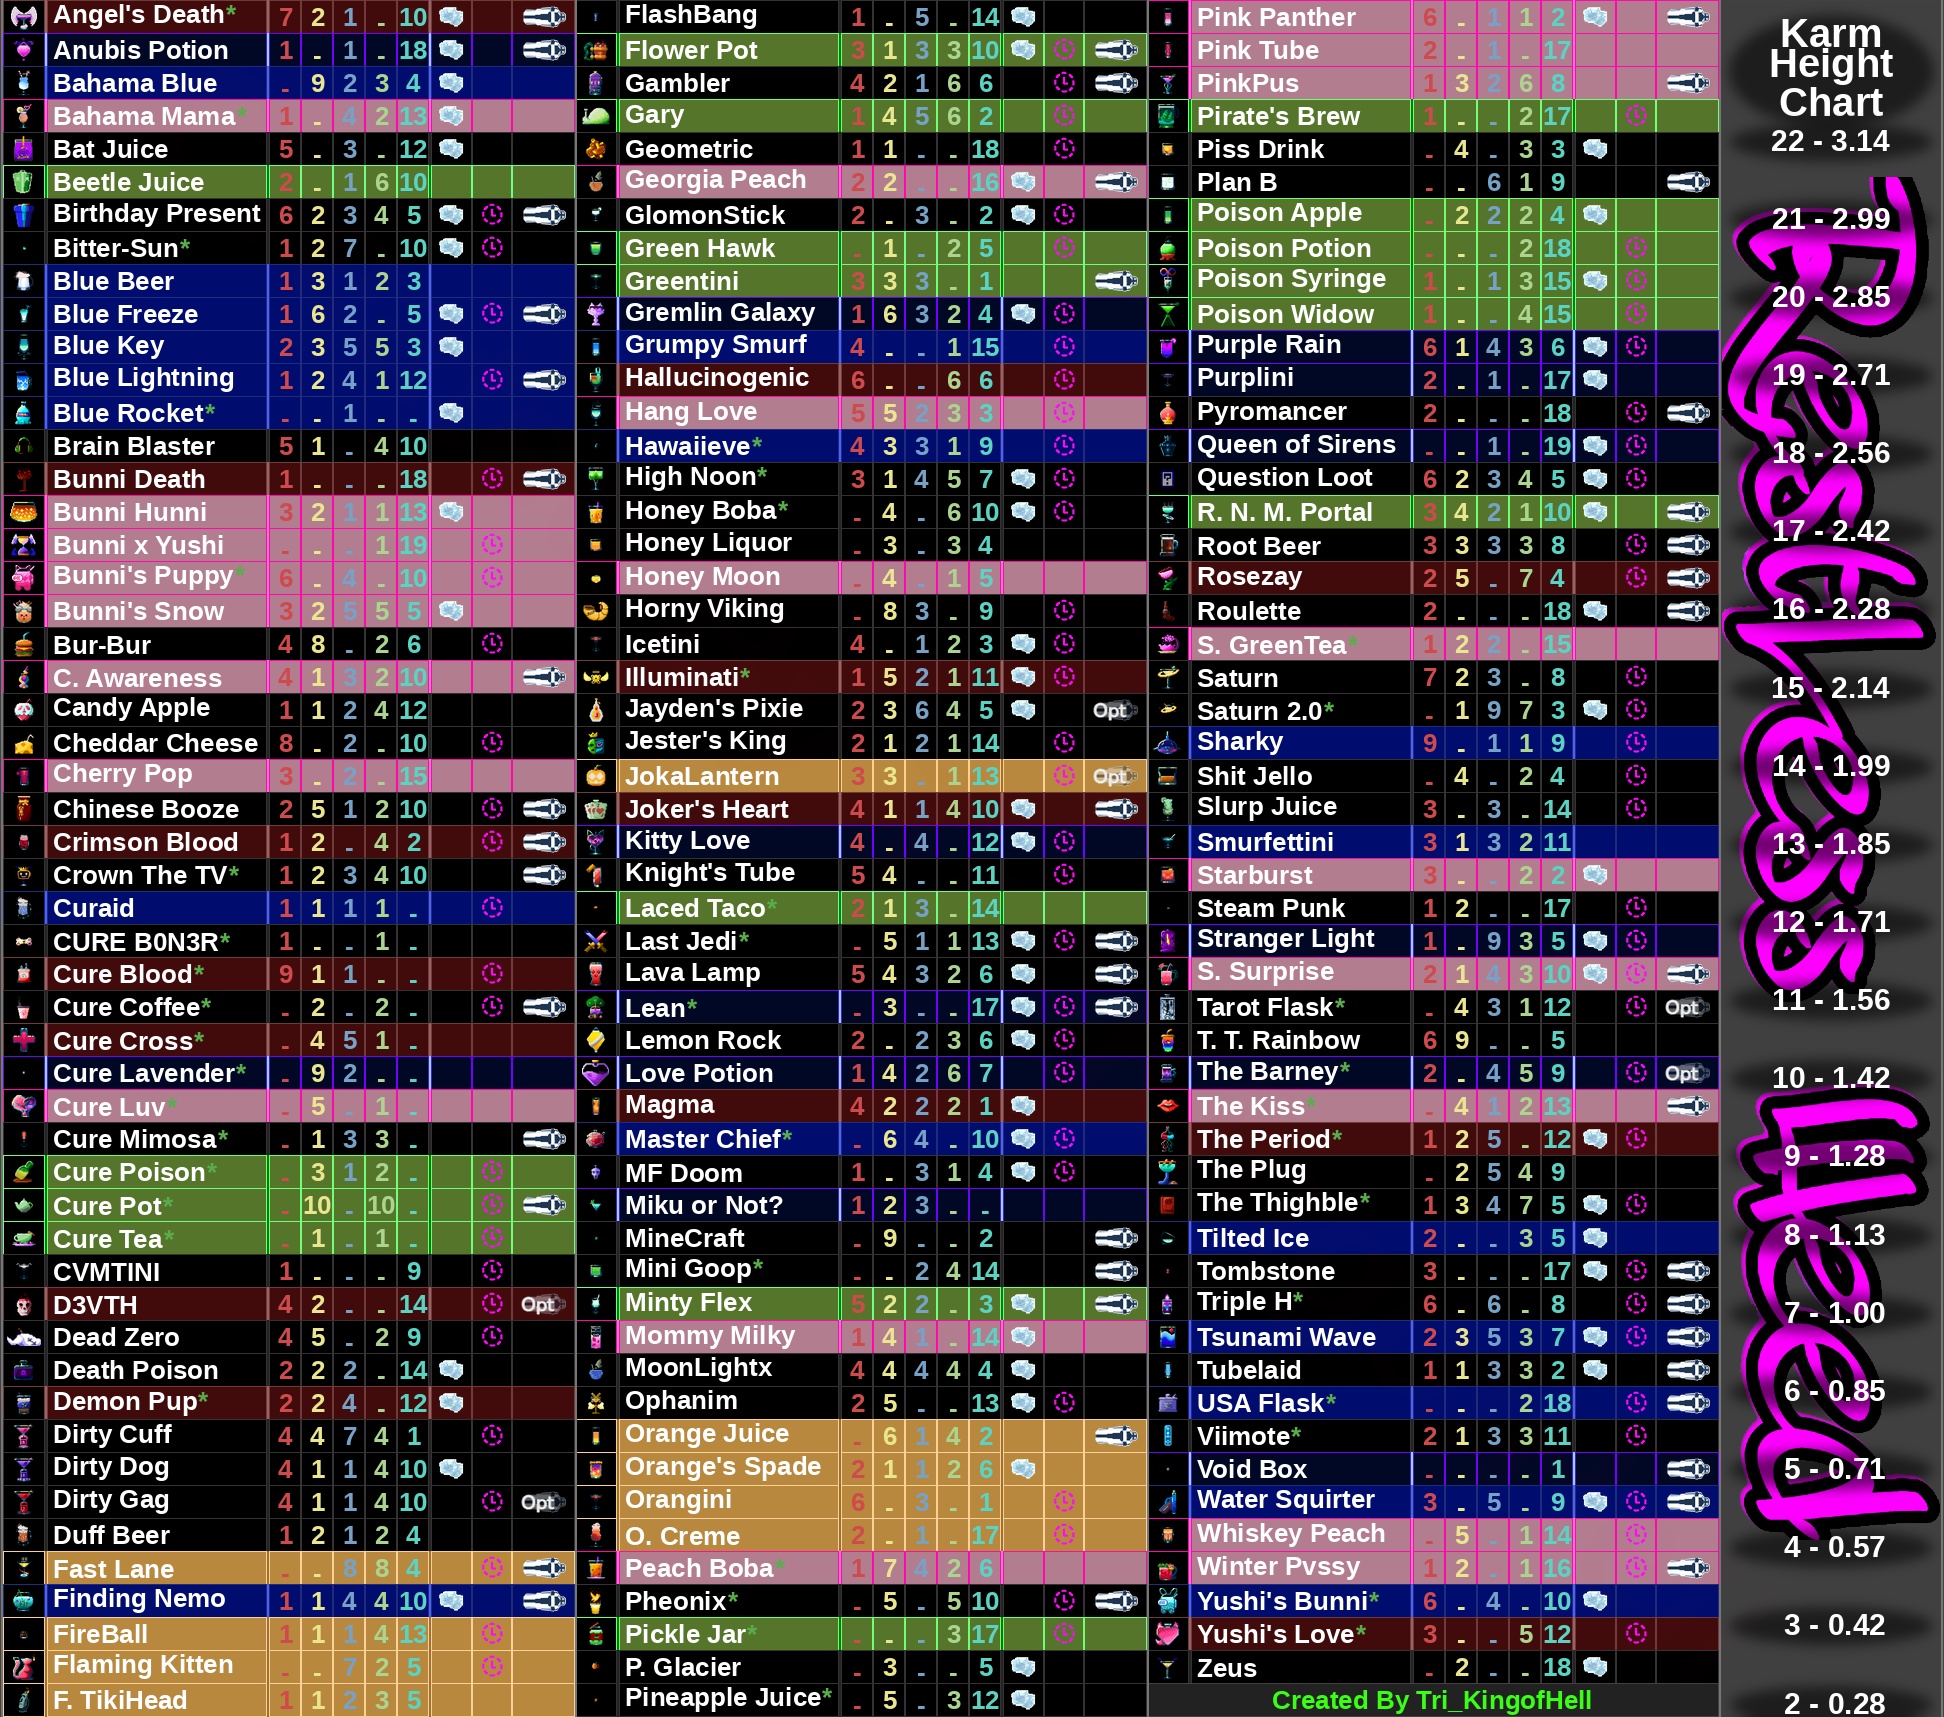 Angel's Death* 7 2 1 - 10
Anubis Potion 1 - 1 - 18
Bahama Blue - 9 2 3 4
Bahama Mama* 1 - 4 2 13
Bat Juice 5 - 3 - 12
Beetle Juice 2 - 1 6 10
Birthday Present 6 2 3 4 5
Bitter-Sun* 1 2 7 - 10
Blue Beer 1 3 1 2 3
Blue Freeze 1 6 2 - 5
Blue Key 2 3 5 5 3
Blue Lightning 1 2 4 1 12
Blue Rocket* - - 1 - -
Brain Blaster 5 1 - 4 10
Bunni Death 1 - - - 18
Bunni Hunni 3 2 1 1 13
Bunni x Yushi - - - 1 19
Bunni's Puppy* 6 - 4 - 10
Bunni's Snow 3 2 5 5 5
Bur-Bur 4 8 - 2 6
C. Awareness 4 1 3 2 10
Candy Apple 1 1 2 4 12
Cheddar Cheese 8 - 2 - 10
Cherry Pop 3 - 2 - 15
Chinese Booze 2 5 1 2 10
Crimson Blood 1 2 - 4 2
Crown The TV* 1 2 3 4 10
Curaid 1 1 1 1 -
CURE B0N3R* 1 - - 1 -
Cure Blood* 9 1 1 - -
Cure Coffee* - 2 - 2 -
Cure Cross* - 4 5 1 -
Cure Lavender* - 9 2 - -
Cure Luv* - 5 - 1 -
Cure Mimosa* - 1 3 3 -
Cure Poison* - 3 1 2 -
Cure Pot* - 10 - 10 -
Cure Tea* - 1 - 1 -
CVMTINI 1 - - - 9
D3VTH 4 2 - - 14 Opt
Dead Zero 4 5 - 2 9
Death Poison 2 2 2 - 14
Demon Pup* 2 2 4 - 12
Dirty Cuff 4 4 7 4 1
Dirty Dog 4 1 1 4 10
Dirty Gag 4 1 1 4 10 Opt
Duff Beer 1 2 1 2 4
Fast Lane - - 8 8 4
Finding Nemo 1 1 4 4 10
FireBall 1 1 1 4 13
Flaming Kitten - - 7 2 5
F. TikiHead 1 1 2 3 5
FlashBang 1 - 5 - 14
Flower Pot 3 1 3 3 10
Gambler 4 2 1 6 6
Gary 1 4 5 6 2
Geometric 1 1 - - 18
Georgia Peach 2 2 - - 16
GlomonStick 2 - 3 - 2
Green Hawk - 1 - 2 5
Greentini 3 3 3 - 1
Gremlin Galaxy 1 6 3 2 4
Grumpy Smurf 4 - - 1 15
Hallucinogenic 6 - - 6 6
Hang Love 5 5 2 3 3
Hawaiieve* 4 3 3 1 9
High Noon* 3 1 4 5 7
Honey Boba* - 4 - 6 10
Honey Liquor - 3 - 3 4
Honey Moon - 4 - 1 5
Horny Viking - 8 3 - 9
Icetini 4 - 1 2 3
Illuminati* 1 5 2 1 11
Jayden's Pixie 2 3 6 4 5 Opt
Jester's King 2 1 2 1 14
JokaLantern 3 3 - 1 13 Opt
Joker's Heart 4 1 1 4 10
Kitty Love 4 - 4 - 12
Knight's Tube 5 4 - - 11
Laced Taco* 2 1 3 - 14
Last Jedi* - 5 1 1 13
Lava Lamp 5 4 3 2 6
Lean* - 3 - - 17
Lemon Rock 2 - 2 3 6
Love Potion 1 4 2 6 7
Magma 4 2 2 2 1
Master Chief* - 6 4 - 10
MF Doom 1 - 3 1 4
Miku or Not? 1 2 3 - -
MineCraft - 9 - - 2
Mini Goop* - - 2 4 14
Minty Flex 5 2 2 - 3
Mommy Milky 1 4 1 - 14
MoonLightx 4 4 4 4 4
Ophanim 2 5 - - 13
Orange Juice - 6 1 4 2
Orange's Spade 2 1 1 2 6
Orangini 6 - 3 - 1
O. Creme 2 - 1 - 17
Peach Boba* 1 7 4 2 6
Pheonix* - 5 - 5 10
Pickle Jar* - - - 3 17
P. Glacier - 3 - - 5
Pineapple Juice* - 5 - 3 12
Pink Panther 6 - 1 1 2
Pink Tube 2 - 1 - 17
PinkPus 1 3 2 6 8
Pirate's Brew 1 - - 2 17
Piss Drink - 4 - 3 3
Plan B - - 6 1 9
Poison Apple - 2 2 2 4
Poison Potion - - - 2 18
Poison Syringe 1 - 1 3 15
Poison Widow 1 - - 4 15
Purple Rain 6 1 4 3 6
Purplini 2 - 1 - 17
Pyromancer 2 - - - 18
Queen of Sirens - - 1 - 19
Question Loot 6 2 3 4 5
R. N. M. Portal 3 4 2 1 10
Root Beer 3 3 3 3 8
Rosezay 2 5 - 7 4
Roulette 2 - - - 18
S. GreenTea* 1 2 2 - 15
Saturn 7 2 3 - 8
Saturn 2.0* - 1 9 7 3
Sharky 9 - 1 1 9
Shit Jello - 4 - 2 4
Slurp Juice 3 - 3 - 14
Smurfettini 3 1 3 2 11
Starburst 3 - - 2 2
Steam Punk 1 2 - - 17
Stranger Light 1 - 9 3 5
S. Surprise 2 1 4 3 10
Tarot Flask* - 4 3 1 12 Opt
T. T. Rainbow 6 9 - - 5
The Barney* 2 - 4 5 9 Opt
The Kiss* - 4 1 2 13
The Period* 1 2 5 - 12
The Plug - 2 5 4 9
The Thighble* 1 3 4 7 5
Tilted Ice 2 - - 3 5
Tombstone 3 - - - 17
Triple H* 6 - 6 - 8
Tsunami Wave 2 3 5 3 7
Tubelaid 1 1 3 3 2
USA Flask* - - - 2 18
Viimote* 2 1 3 3 11
Void Box - - - - 1
Water Squirter 3 - 5 - 9
Whiskey Peach - 5 - 1 14
Winter Pvssy 1 2 - 1 16
Yushi's Bunni* 6 - 4 - 10
Yushi's Love* 3 - - 5 12
Zeus - 2 - - 18
Created By Tri_KingofHell
Karm
Height
Chart
22 - 3.14
21 - 2.99
20 - 2.85
19 - 2.71
18 - 2.56
17 - 2.42
16 - 2.28
15 - 2.14
14 - 1.99
13 - 1.85
12 - 1.71
11 - 1.56
10 - 1.42
9 - 1.28
8 - 1.13
7 - 1.00
6 - 0.85
5 - 0.71
4 - 0.57
3 - 0.42
2 - 0.28